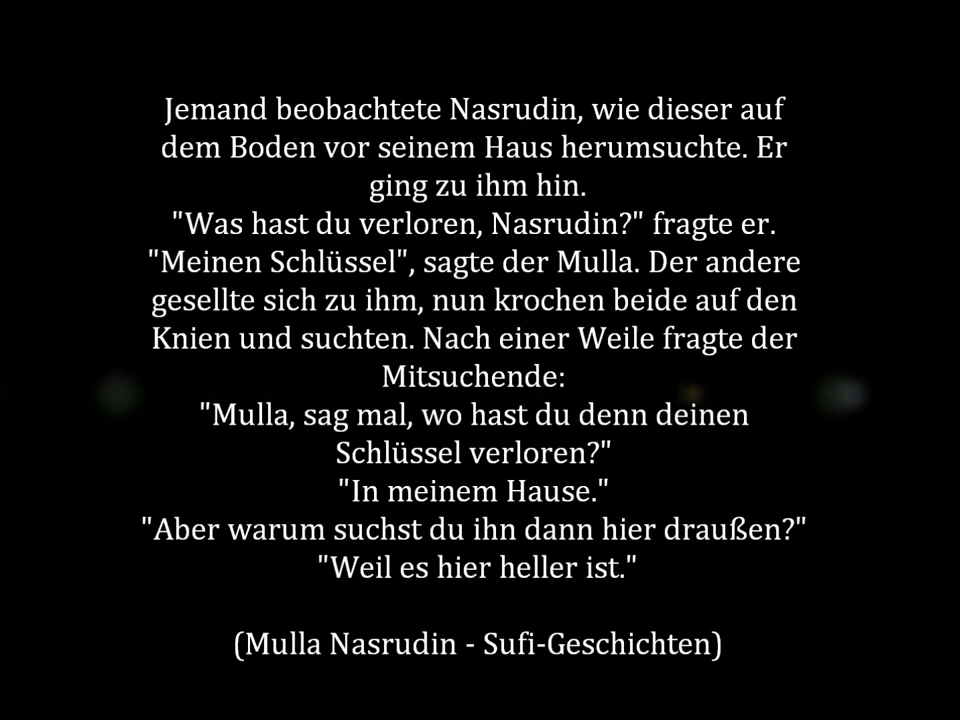 Jemand beobachtete Nasrudin, wie dieser auf
dem Boden vor seinem Haus herumsuchte. Er
ging zu ihm hin.
"Was hast du verloren, Nasrudin?" fragte er.
"Meinen Schlüssel", sagte der Mulla. Der andere
gesellte sich zu ihm, nun krochen beide auf den
Knien und suchten. Nach einer Weile fragte der
Mitsuchende:
"Mulla, sag mal, wo hast du denn deinen
Schlüssel verloren?"
"In meinem Hause."
"Aber warum suchst du ihn dann hier draußen?"
"Weil es hier heller ist."
(Mulla Nasrudin - Sufi-Geschichten)